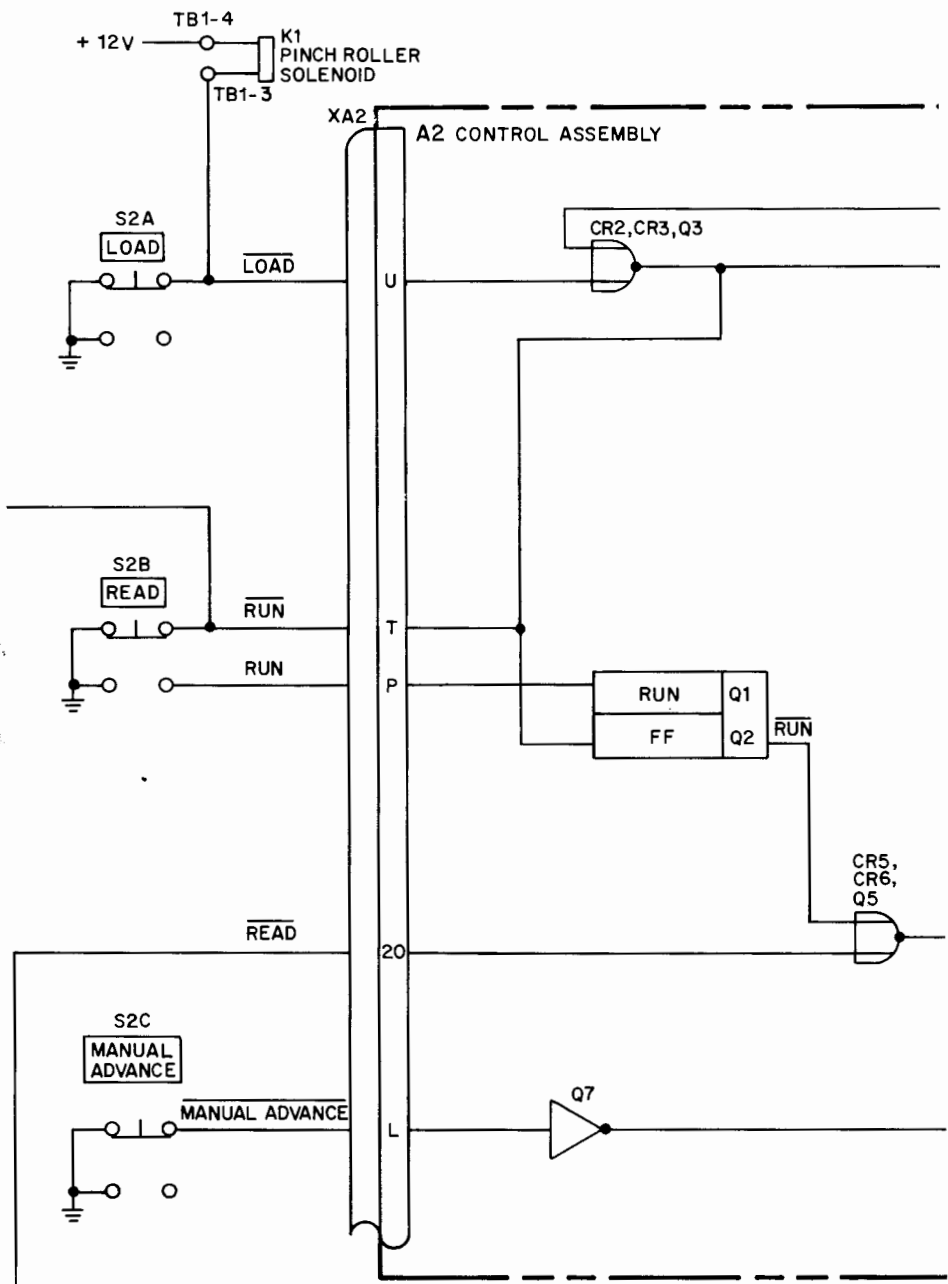 TB1-4
+ 12V
K1
PINCH ROLLER
SOLENOID
TB1-3
XA2
A2 CONTROL ASSEMBLY
S2A
LOAD
LOAD
U
CR2,CR3,Q3
S2B
READ
RUN
T
RUN
P
RUN
Q1
FF
Q2
RUN
CR5,
CR6,
Q5
READ
20
S2C
MANUAL
ADVANCE
MANUAL ADVANCE
L
Q7